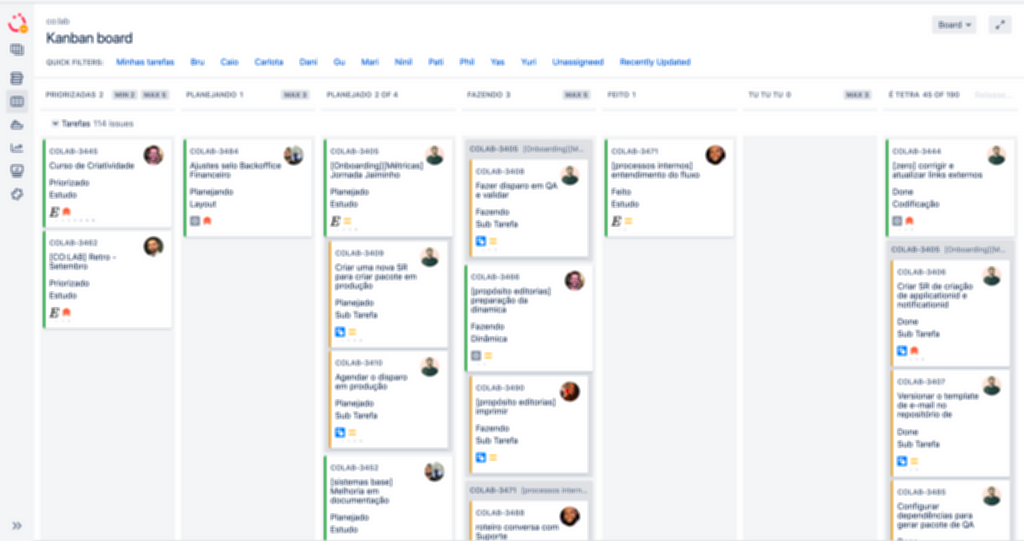 co:lab
Kanban board
Board
QUICK FILTERS: Minhas tarefas Bru Caio Carlota Dani Gu Mari Ninil Pati Phil Yas Yuri Unassigned Recently Updated
PRIORIZADAS 2 MIN 2 MAX 5
PLANEJANDO 1 MAX 3
PLANEJADO 2 OF 4
FAZENDO 3 MAX 5
FEITO 1
TU TU TU 0 MAX 3
É TETRA 45 OF 190
Tarefas 114 issues
COLAB-3445
Curso de Criatividade
Priorizado
Estudo
COLAB-3462
[CO:LAB] Retro -
Setembro
Priorizado
Estudo
COLAB-3484
Ajustes selo Backoffice
Financeiro
Planejando
Layout
COLAB-3405
[Onboarding][Métricas]
Jornada Jaiminho
Planejado
Estudo
COLAB-3409
Criar uma nova SR
para criar pacote em
produção
Planejado
Sub Tarefa
COLAB-3410
Agendar o disparo
em produção
Planejado
Sub Tarefa
COLAB-3452
[sistemas base]
Melhoria em
documentação
Planejado
Estudo
COLAB-3405 [Onboarding][M...
COLAB-3408
Fazer disparo em QA
e validar
Fazendo
Sub Tarefa
COLAB-3466
[propósito editorias]
preparação da
dinamica
Fazendo
Dinâmica
COLAB-3490
[propósito editorias]
imprimir
Fazendo
Sub Tarefa
COLAB-3471 [processos intern...
COLAB-3488
roteiro conversa com
Suporte
COLAB-3471
[processos internos]
entendimento do fluxo
Feito
Estudo
COLAB-3444
[zero] corrigir e
atualizar links externos
Done
Codificação
COLAB-3405 [Onboarding][M...
COLAB-3406
Criar SR de criação
de applicationid e
notificationid
Done
Sub Tarefa
COLAB-3407
Versionar o template
de e-mail no
repositório de
Done
Sub Tarefa
COLAB-3485
Configurar
dependências para
gerar pacote de QA
Done